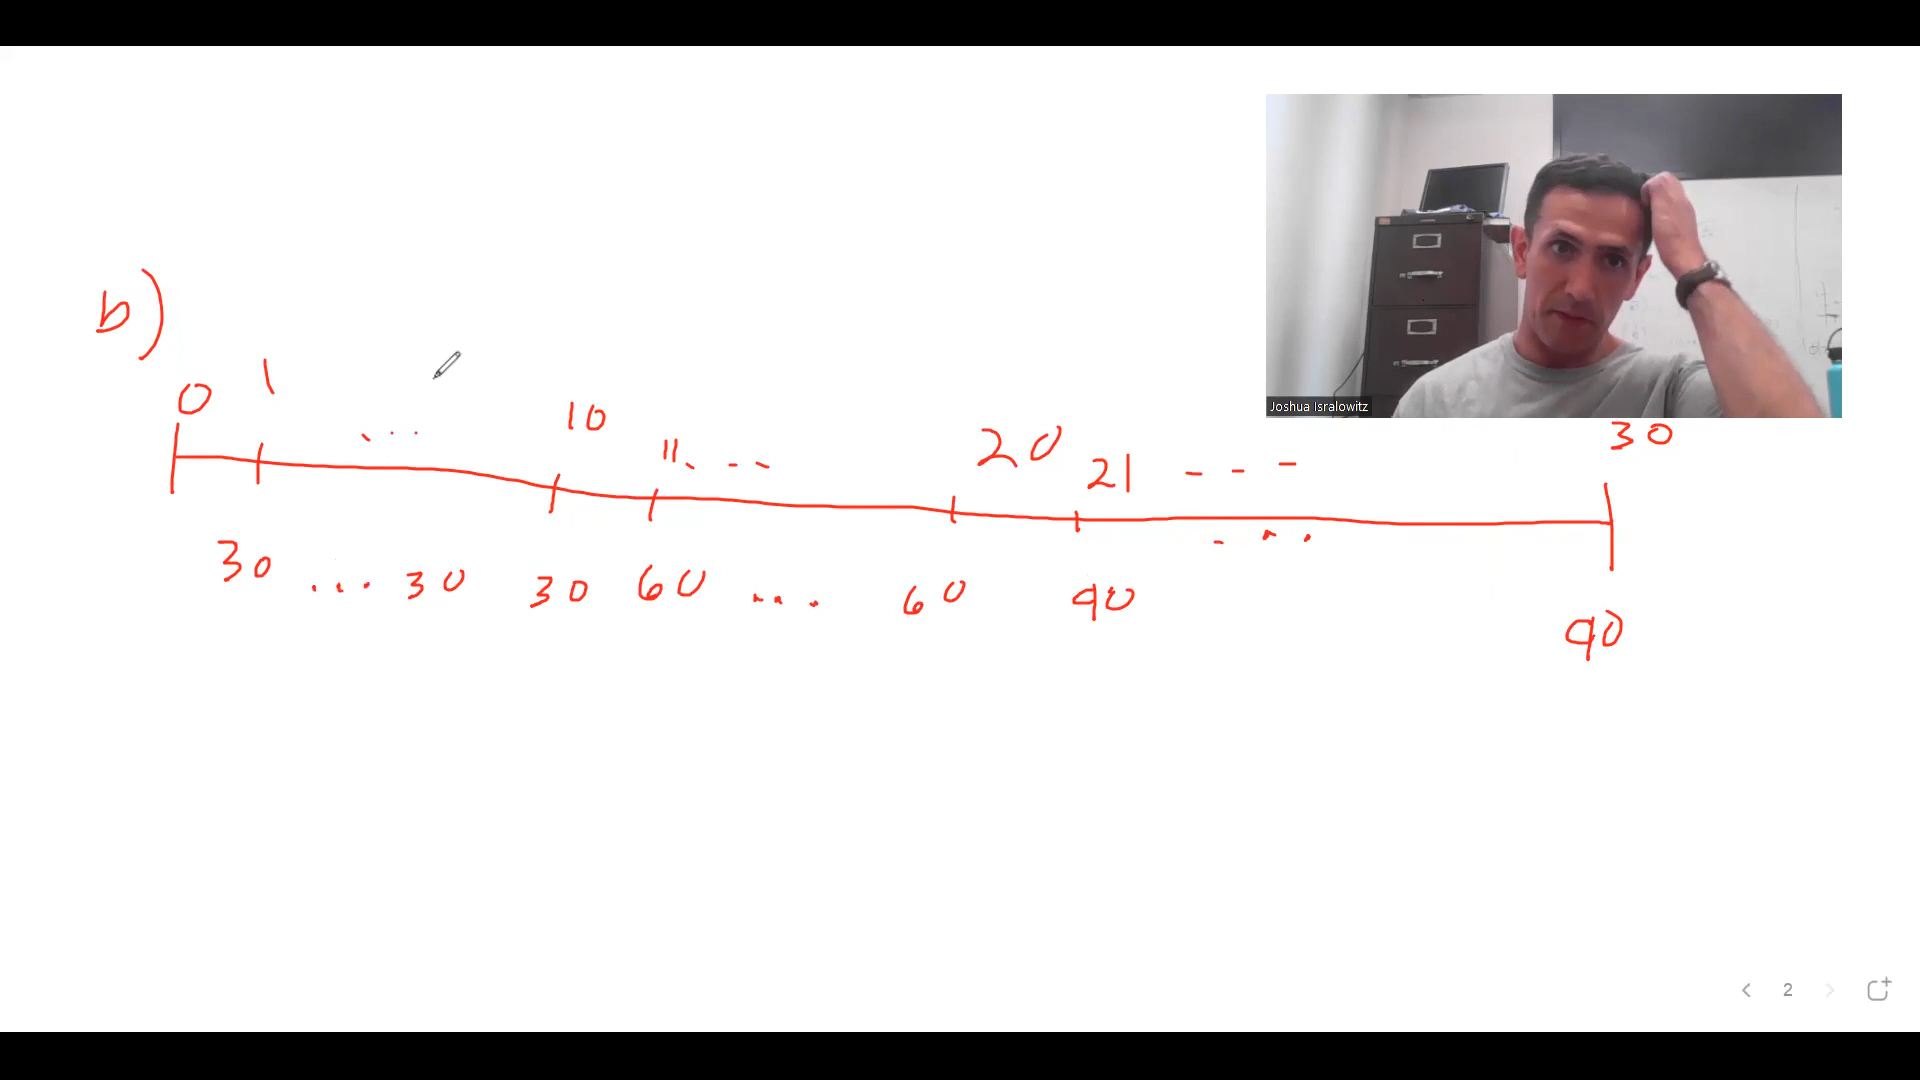 Joshua Isralowitz
b)
0 1 ... 10 11. - - 20 21 - - - 30
30 ... 30 30 60 ... 60 90 ... 90
2